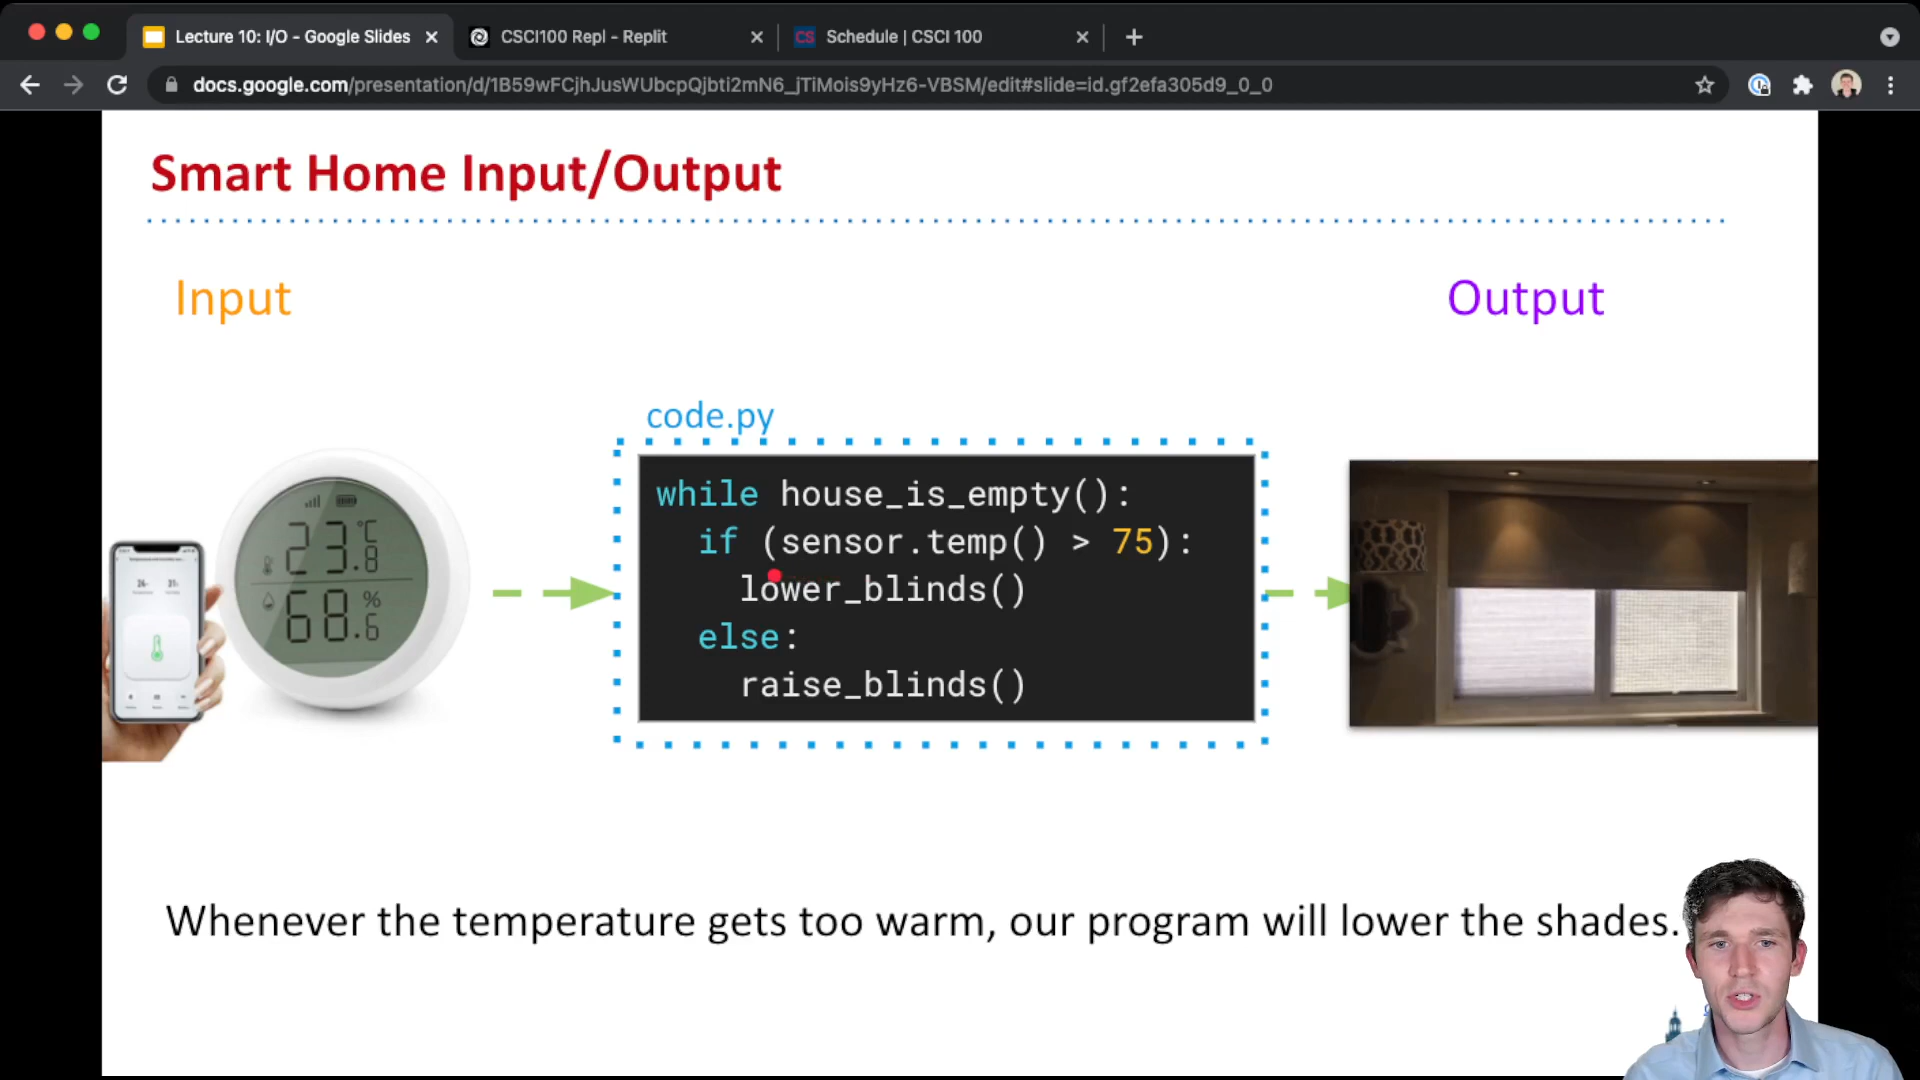 Lecture 10: I/O - Google Slides
CSCI100 Repl - Replit
CS Schedule | CSCI 100
docs.google.com/presentation/d/1B59wFCjhJusWUbcpQjbti2mN6_jTiMois9yHz6-VBSM/edit#slide=id.gf2efa305d9_0_0
Smart Home Input/Output
Input
Output
code.py
while house_is_empty():
if (sensor.temp() > 75):
lower_blinds()
else:
raise_blinds()
23.8 °C
68.6 %
Whenever the temperature gets too warm, our program will lower the shades.